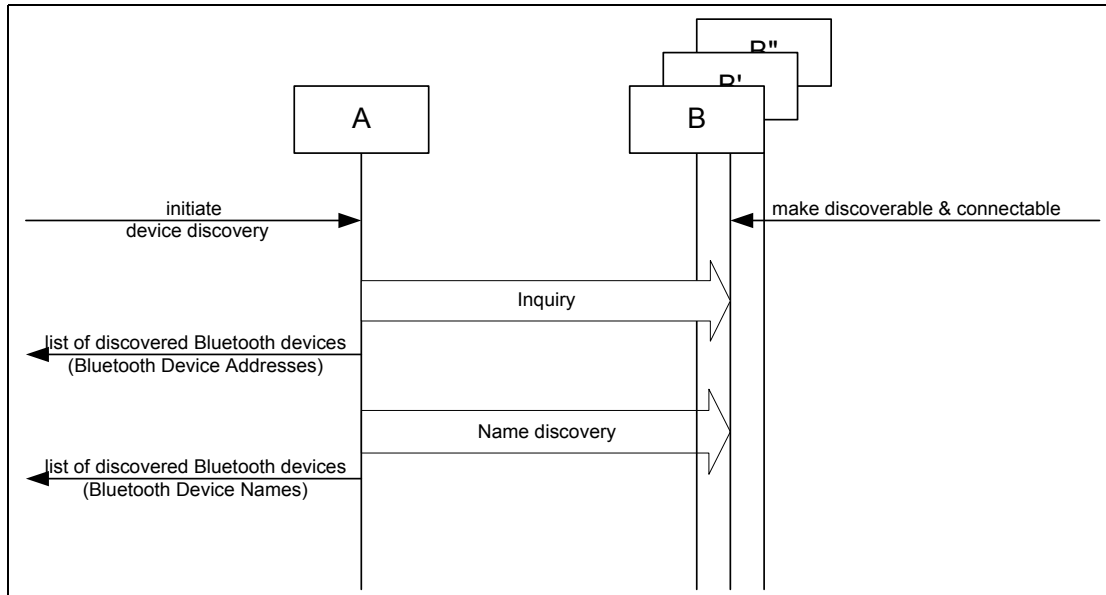 B"
B'
A
B
initiate
device discovery
make discoverable & connectable
Inquiry
list of discovered Bluetooth devices
(Bluetooth Device Addresses)
Name discovery
list of discovered Bluetooth devices
(Bluetooth Device Names)